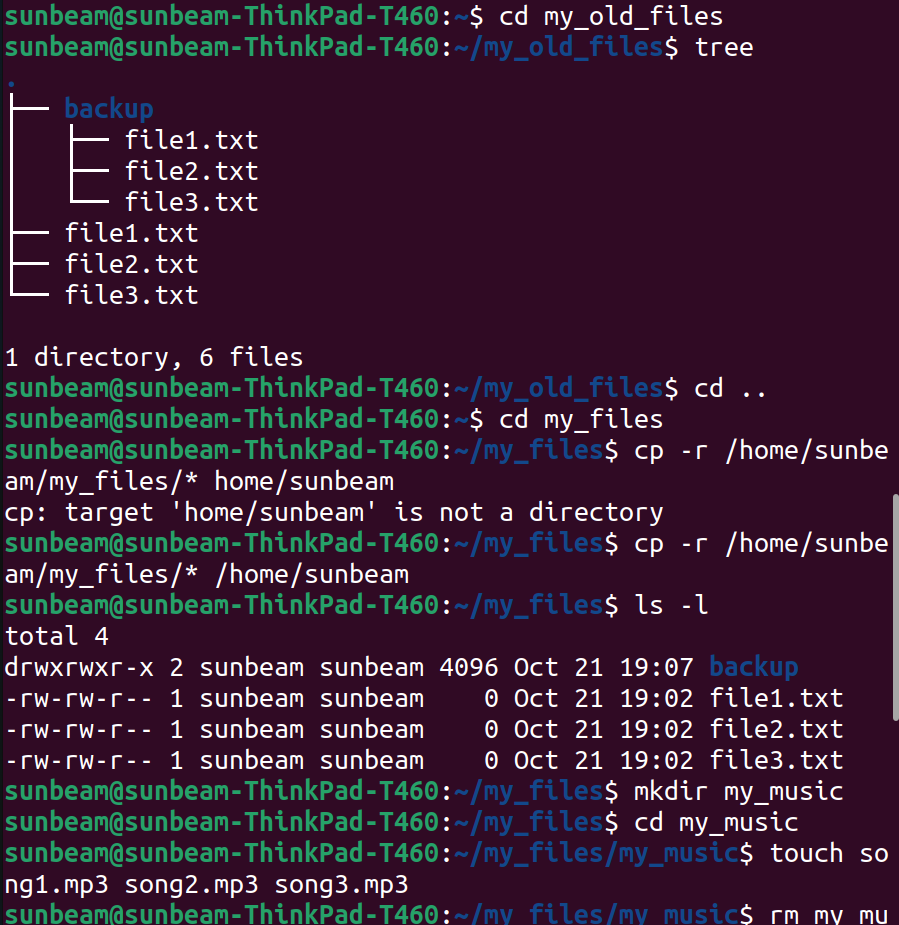 sunbeam@sunbeam-ThinkPad-T460:~$ cd my_old_files
sunbeam@sunbeam-ThinkPad-T460:~/my_old_files$ tree
.
├── backup
│   ├── file1.txt
│   ├── file2.txt
│   └── file3.txt
├── file1.txt
├── file2.txt
└── file3.txt

1 directory, 6 files
sunbeam@sunbeam-ThinkPad-T460:~/my_old_files$ cd ..
sunbeam@sunbeam-ThinkPad-T460:~$ cd my_files
sunbeam@sunbeam-ThinkPad-T460:~/my_files$ cp -r /home/sunbe
am/my_files/* home/sunbeam
cp: target 'home/sunbeam' is not a directory
sunbeam@sunbeam-ThinkPad-T460:~/my_files$ cp -r /home/sunbe
am/my_files/* /home/sunbeam
sunbeam@sunbeam-ThinkPad-T460:~/my_files$ ls -l
total 4
drwxrwxr-x 2 sunbeam sunbeam 4096 Oct 21 19:07 backup
-rw-rw-r-- 1 sunbeam sunbeam    0 Oct 21 19:02 file1.txt
-rw-rw-r-- 1 sunbeam sunbeam    0 Oct 21 19:02 file2.txt
-rw-rw-r-- 1 sunbeam sunbeam    0 Oct 21 19:02 file3.txt
sunbeam@sunbeam-ThinkPad-T460:~/my_files$ mkdir my_music
sunbeam@sunbeam-ThinkPad-T460:~/my_files$ cd my_music
sunbeam@sunbeam-ThinkPad-T460:~/my_files/my_music$ touch so
ng1.mp3 song2.mp3 song3.mp3
sunbeam@sunbeam-ThinkPad-T460:~/my_files/my_music$ rm my_mu